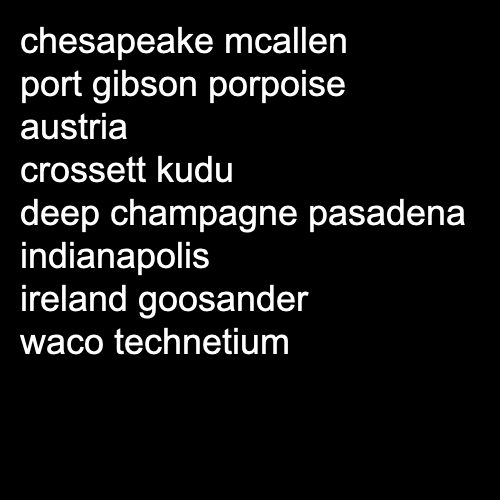 chesapeake mcallen
port gibson porpoise
austria
crossett kudu
deep champagne pasadena
indianapolis
ireland goosander
waco technetium